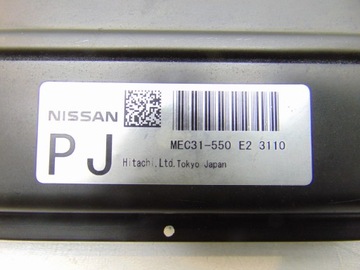 NISSAN
PJ
MEC31-550 E2 3110
Hitachi.Ltd.Tokyo Japan